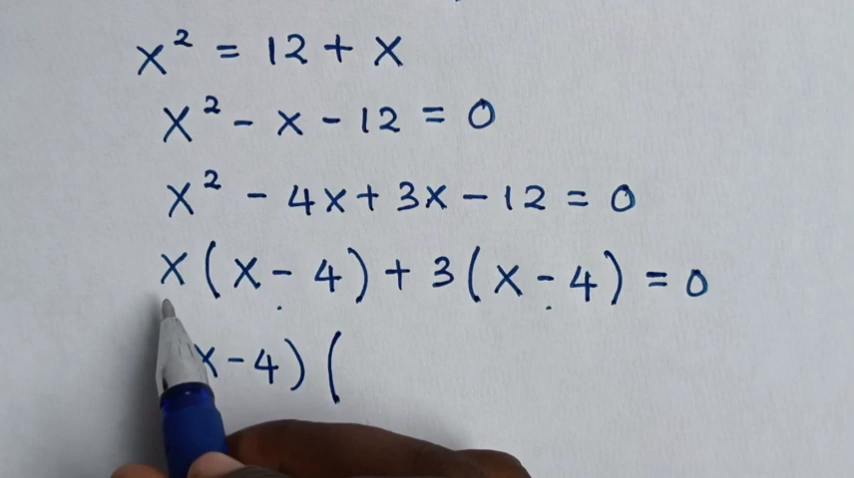 x² = 12 + x
x² - x - 12 = 0
x² - 4x + 3x - 12 = 0
x(x - 4) + 3(x - 4) = 0
x - 4)(